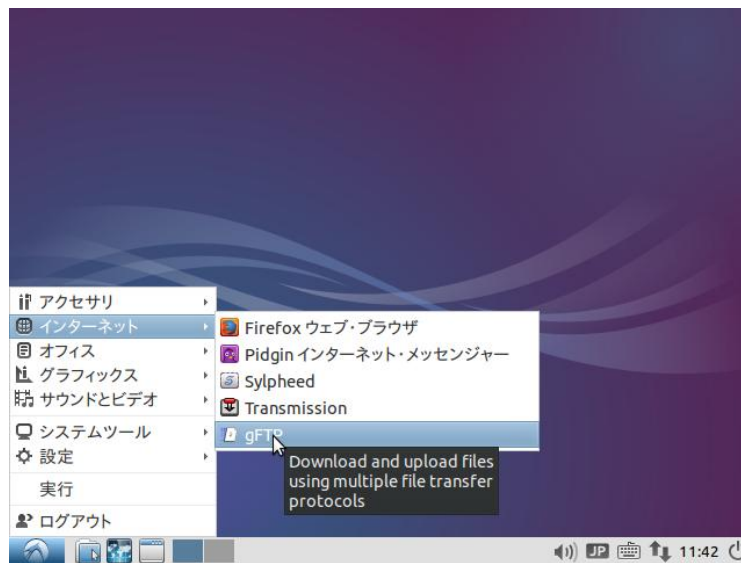 アクセサリ
インターネット
オフィス
グラフィックス
サウンドとビデオ
システムツール
設定
実行
ログアウト
Firefox ウェブ・ブラウザ
Pidgin インターネット・メッセンジャー
Sylpheed
Transmission
gFTP
Download and upload files
using multiple file transfer
protocols
JP
11:42